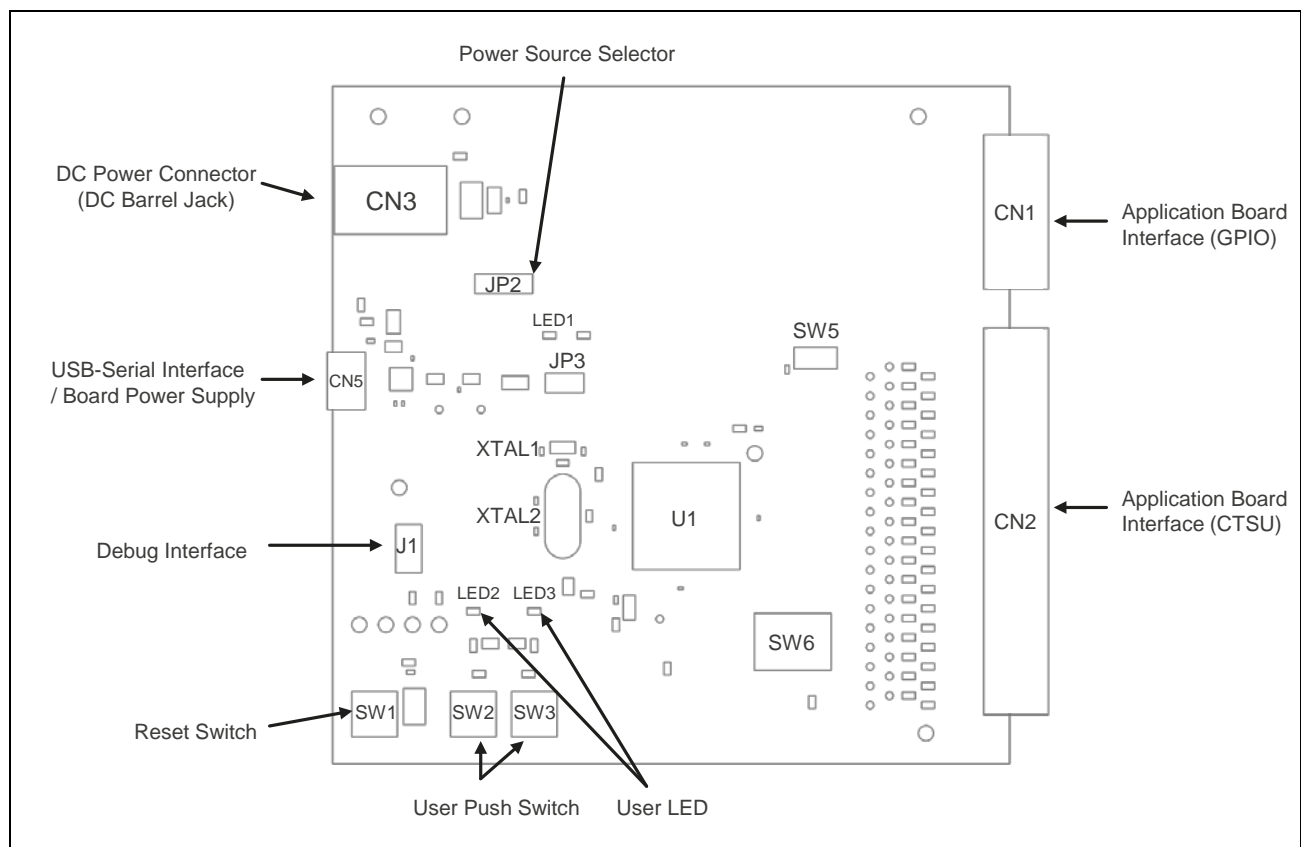 Power Source Selector
DC Power Connector
(DC Barrel Jack)
CN3
CN1
Application Board
Interface (GPIO)
JP2
LED1
SW5
JP3
USB-Serial Interface
/ Board Power Supply
CN5
XTAL1
XTAL2
U1
CN2
Application Board
Interface (CTSU)
Debug Interface
J1
LED2
LED3
SW6
SW1
SW2
SW3
Reset Switch
User Push Switch
User LED